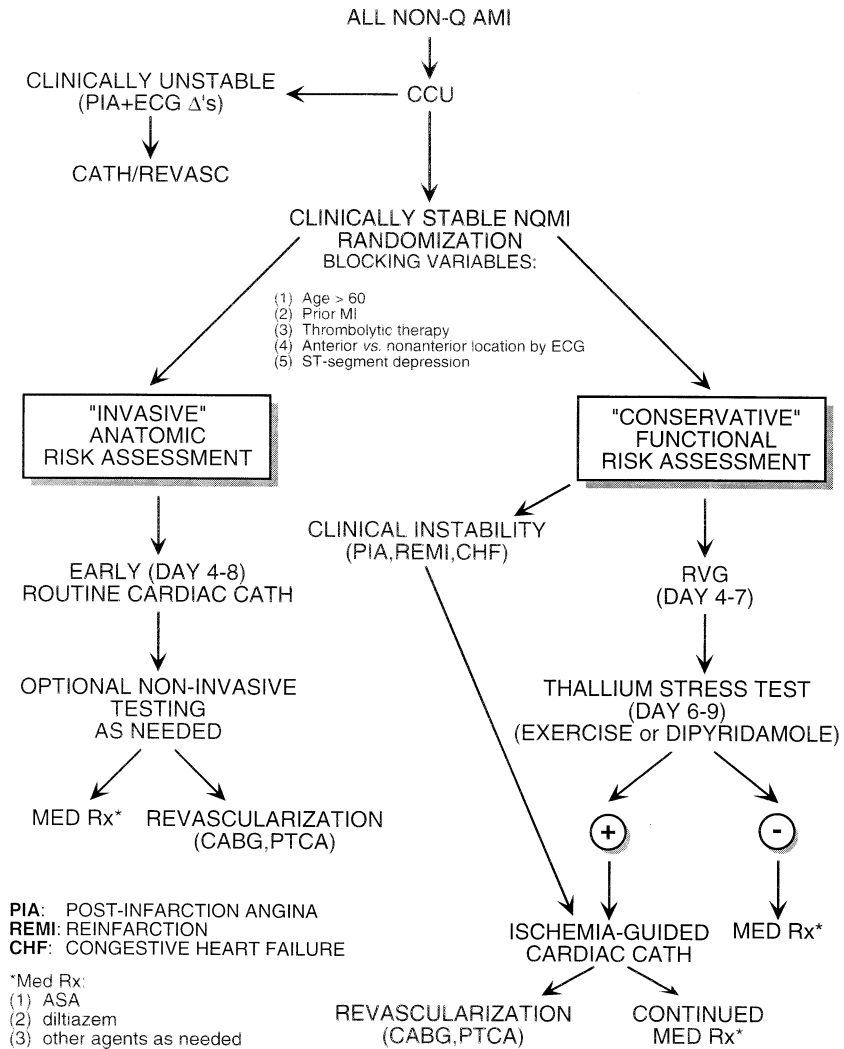 ALL NON-Q AMI
CLINICALLY UNSTABLE
(PIA+ECG Δ's)
CCU
CATH/REVASC
CLINICALLY STABLE NQMI
RANDOMIZATION
BLOCKING VARIABLES:
(1) Age > 60
(2) Prior MI
(3) Thrombolytic therapy
(4) Anterior vs. nonanterior location by ECG
(5) ST-segment depression
"INVASIVE"
ANATOMIC
RISK ASSESSMENT
"CONSERVATIVE"
FUNCTIONAL
RISK ASSESSMENT
CLINICAL INSTABILITY
(PIA,REMI,CHF)
EARLY (DAY 4-8)
ROUTINE CARDIAC CATH
RVG
(DAY 4-7)
OPTIONAL NON-INVASIVE
TESTING
AS NEEDED
THALLIUM STRESS TEST
(DAY 6-9)
(EXERCISE or DIPYRIDAMOLE)
MED Rx*
REVASCULARIZATION
(CABG,PTCA)
+
-
ISCHEMIA-GUIDED
CARDIAC CATH
MED Rx*
REVASCULARIZATION
(CABG,PTCA)
CONTINUED
MED Rx*
PIA: POST-INFARCTION ANGINA
REMI: REINFARCTION
CHF: CONGESTIVE HEART FAILURE
*Med Rx:
(1) ASA
(2) diltiazem
(3) other agents as needed